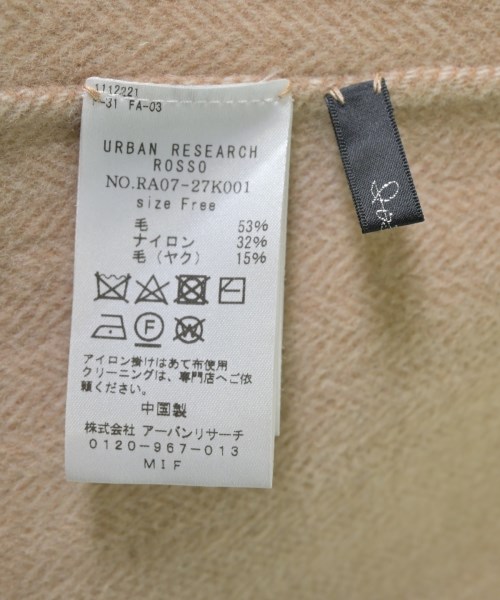 1112221
-31 FA-03
URBAN RESEARCH
ROSSO
NO.RA07-27K001
size Free
毛 53%
ナイロン 32%
毛（ヤク） 15%
F
W
アイロン掛けはあて布使用
クリーニングは、専門店へご依
頼ください。
中国製
株式会社 アーバンリサーチ
0120-967-013
MIF